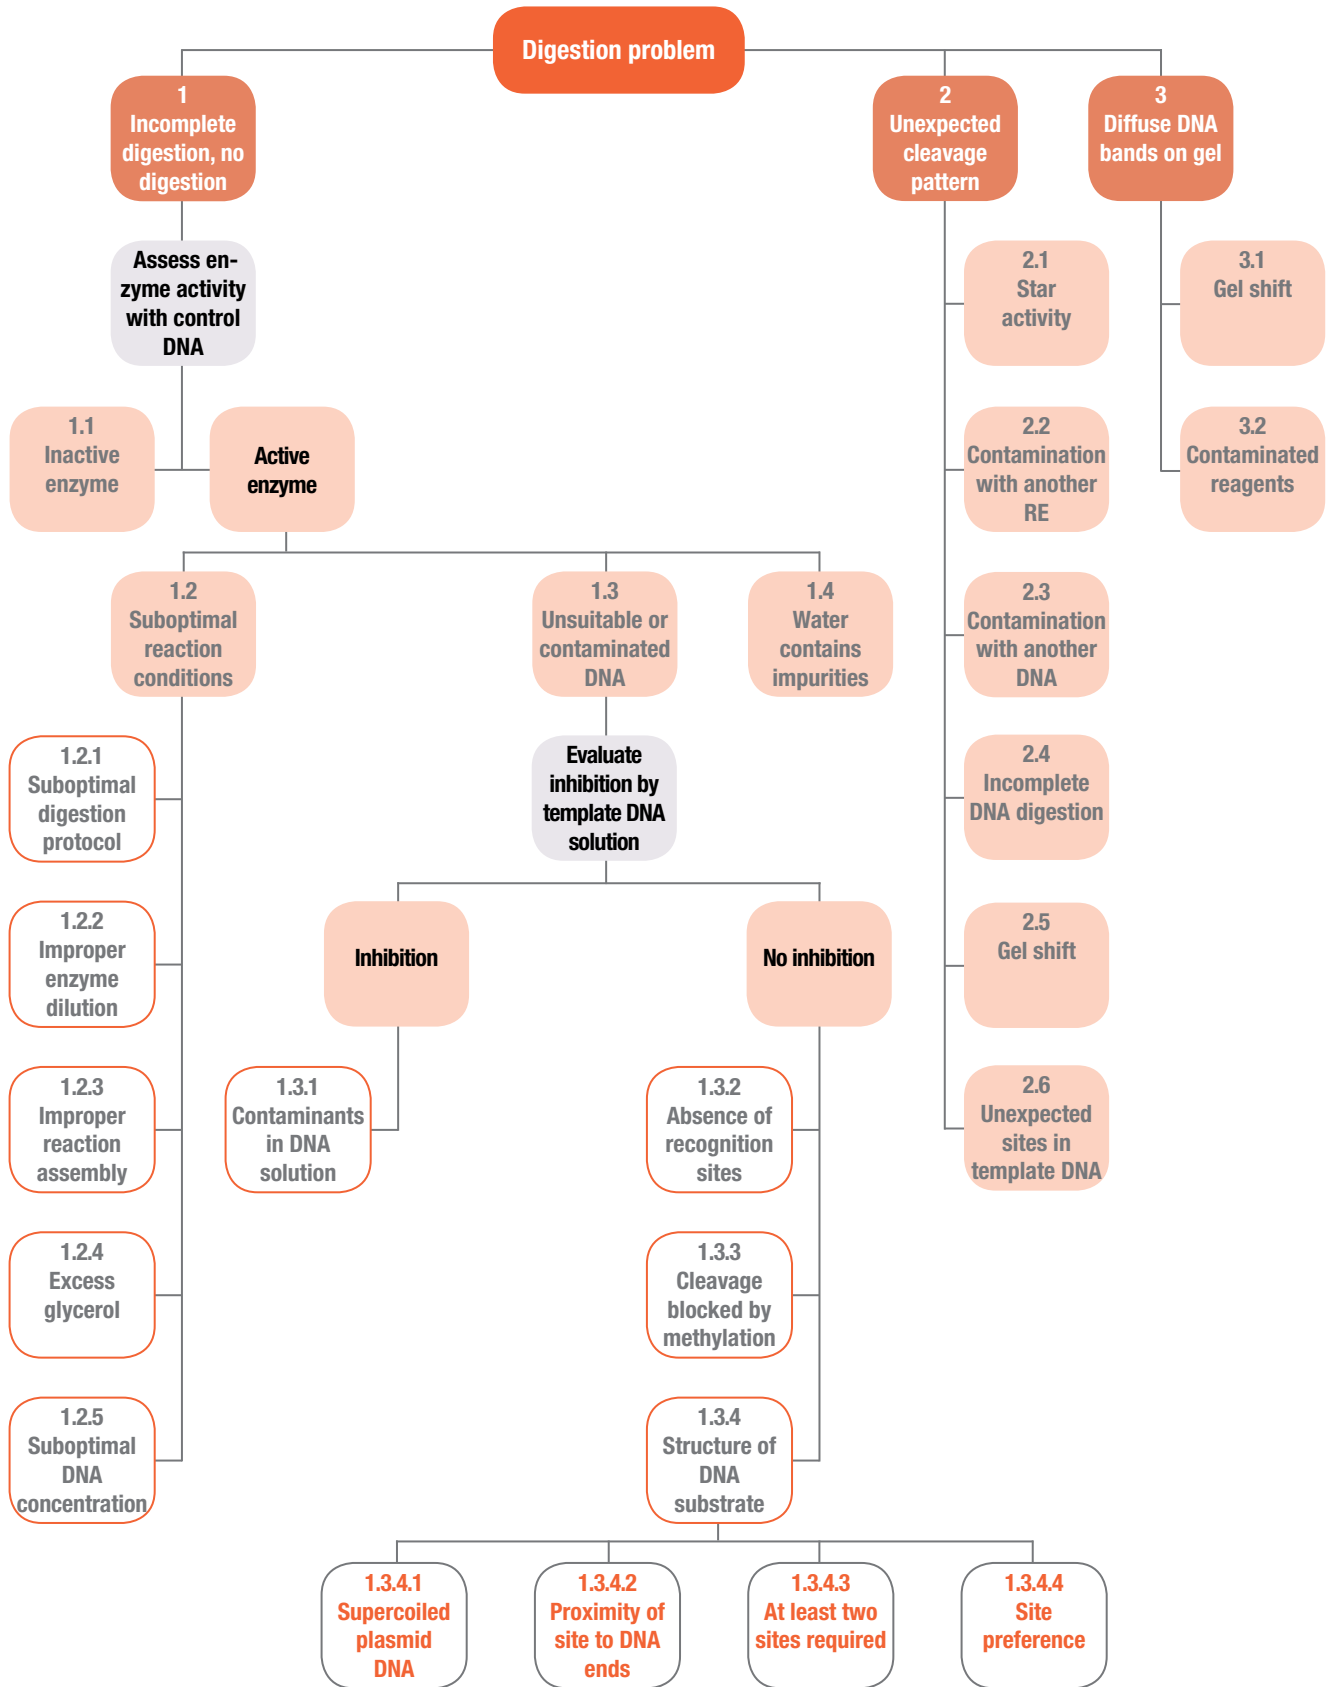 Digestion problem
1
Incomplete
digestion, no
digestion
2
Unexpected
cleavage
pattern
3
Diffuse DNA
bands on gel
Assess en-
zyme activity
with control
DNA
2.1
Star
activity
3.1
Gel shift
1.1
Inactive
enzyme
Active
enzyme
2.2
Contamination
with another
RE
3.2
Contaminated
reagents
1.2
Suboptimal
reaction
conditions
1.3
Unsuitable or
contaminated
DNA
1.4
Water
contains
impurities
2.3
Contamination
with another
DNA
1.2.1
Suboptimal
digestion
protocol
Evaluate
inhibition by
template DNA
solution
2.4
Incomplete
DNA digestion
1.2.2
Improper
enzyme
dilution
Inhibition
No inhibition
2.5
Gel shift
1.2.3
Improper
reaction
assembly
1.3.1
Contaminants
in DNA
solution
1.3.2
Absence of
recognition
sites
2.6
Unexpected
sites in
template DNA
1.2.4
Excess
glycerol
1.3.3
Cleavage
blocked by
methylation
1.2.5
Suboptimal
DNA
concentration
1.3.4
Structure of
DNA
substrate
1.3.4.1
Supercoiled
plasmid
DNA
1.3.4.2
Proximity of
site to DNA
ends
1.3.4.3
At least two
sites required
1.3.4.4
Site
preference